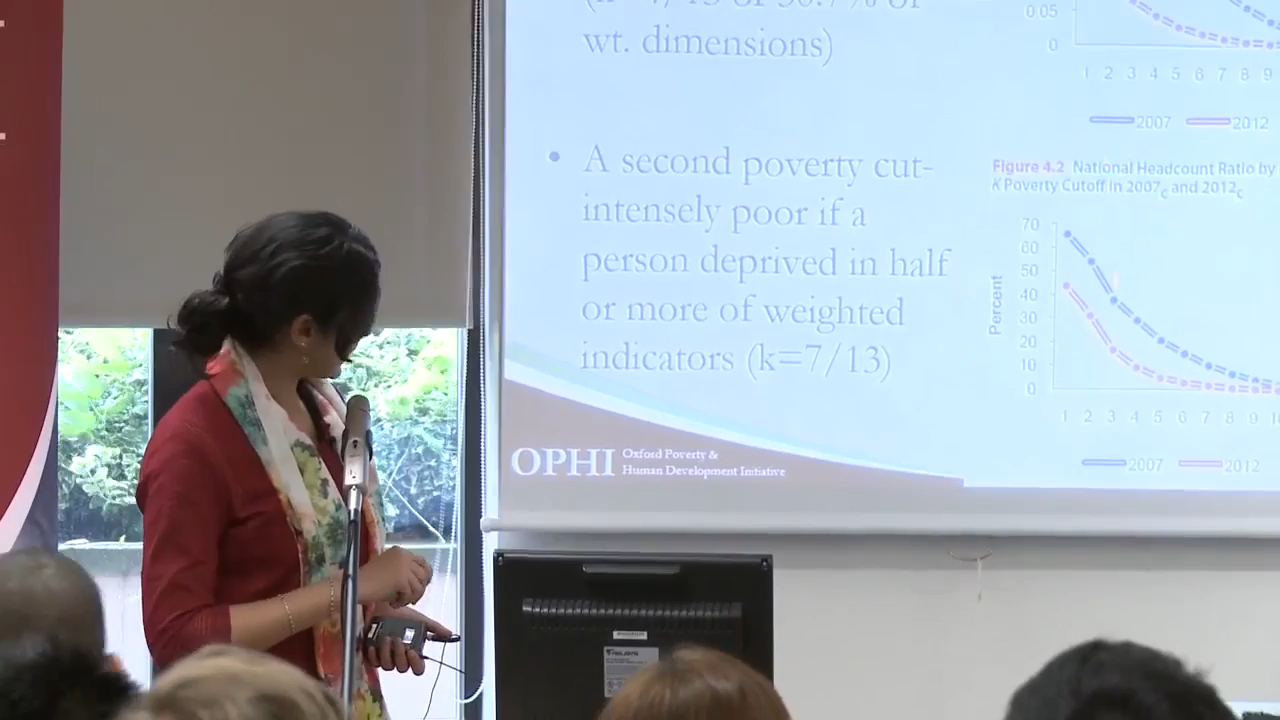 wt. dimensions)
• A second poverty cut-
intensely poor if a
person deprived in half
or more of weighted
indicators (k=7/13)
OPHI Oxford Poverty &
Human Development Initiative
0.05
0
1 2 3 4 5 6 7 8 9
2007 2012
Figure 4.2 National Headcount Ratio by
K Poverty Cutoff in 2007c and 2012c
Percent
70
60
50
40
30
20
10
0
1 2 3 4 5 6 7 8 9
2007 2012